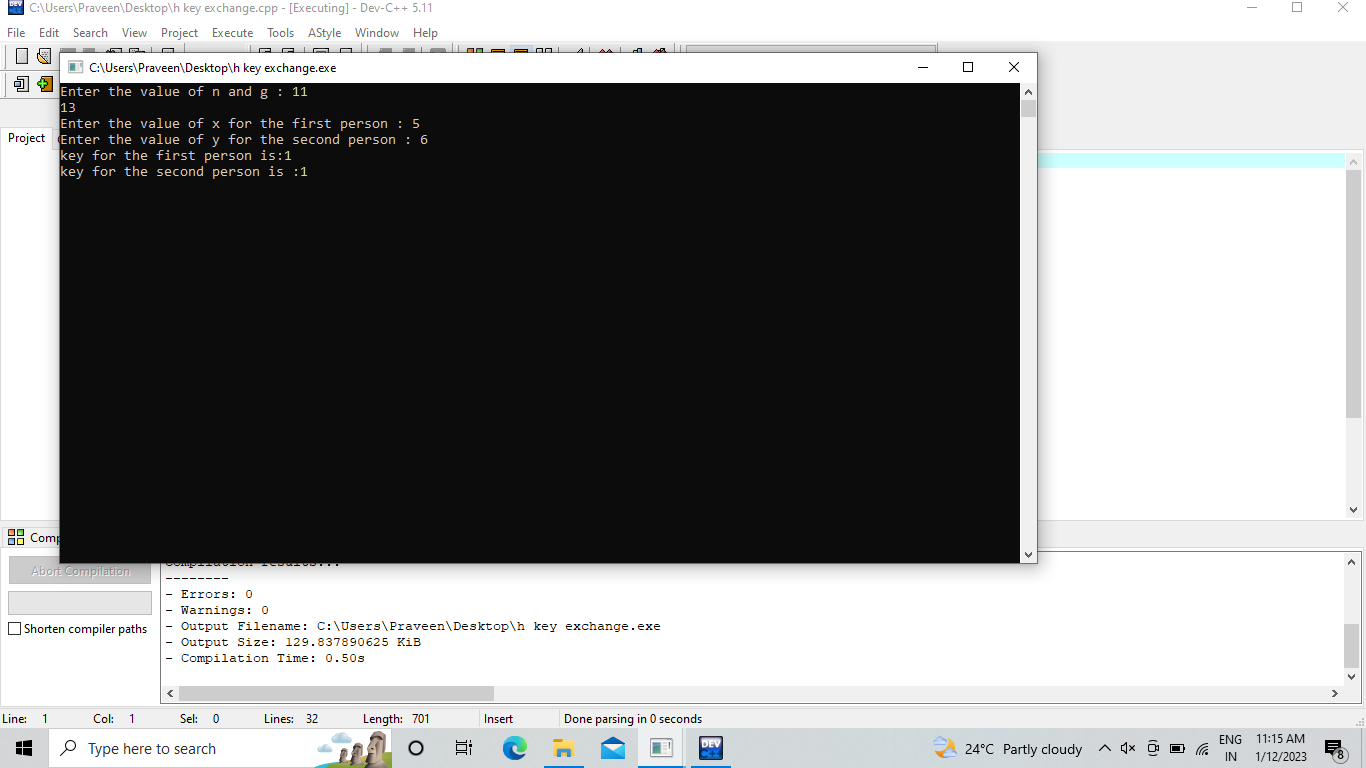 C:\Users\Praveen\Desktop\h key exchange.cpp - [Executing] - Dev-C++ 5.11
File Edit Search View Project Execute Tools AStyle Window Help
C:\Users\Praveen\Desktop\h key exchange.exe
Enter the value of n and g : 11
13
Enter the value of x for the first person : 5
Project
Enter the value of y for the second person : 6
key for the first person is:1
key for the second person is :1
Comp
Compilation results...
Abort Compilation
--------
- Errors: 0
- Warnings: 0
- Output Filename: C:\Users\Praveen\Desktop\h key exchange.exe
Shorten compiler paths
- Output Size: 129.837890625 KiB
- Compilation Time: 0.50s
Line: 1 Col: 1 Sel: 0 Lines: 32 Length: 701 Insert Done parsing in 0 seconds
Type here to search
DEV
24°C Partly cloudy
ENG
IN
11:15 AM
1/12/2023
8